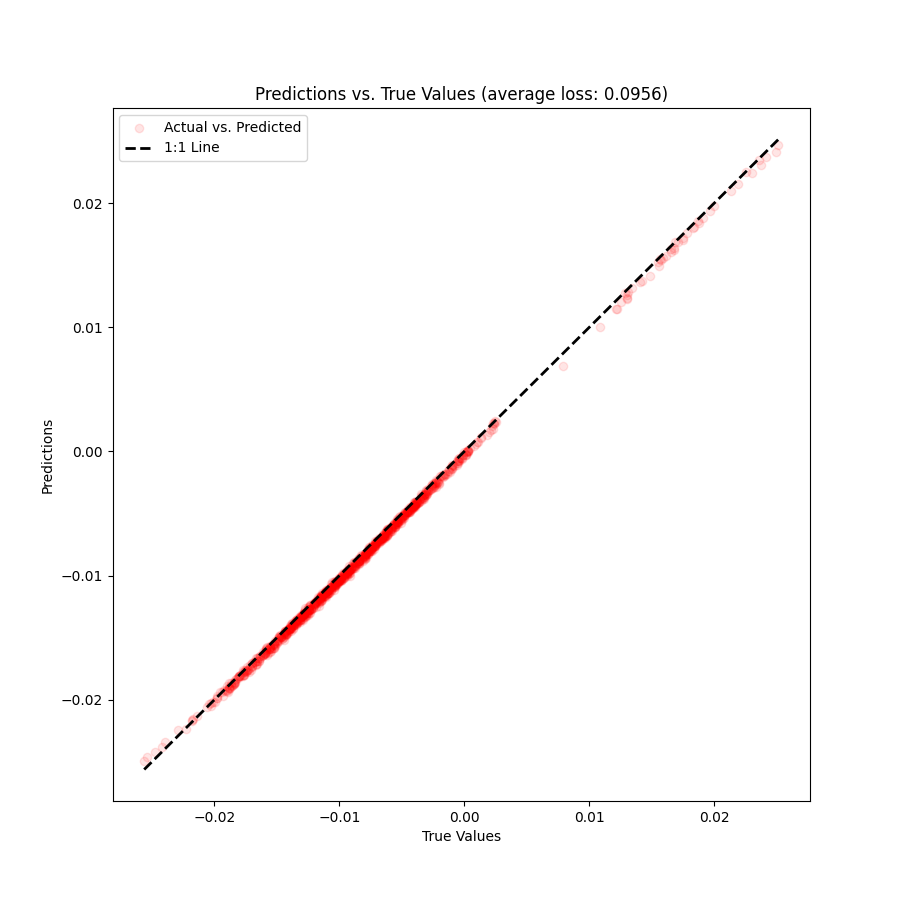 Predictions vs. True Values (average loss: 0.0956)
Actual vs. Predicted
1:1 Line
0.02
0.01
0.00
−0.01
−0.02
Predictions
−0.02 −0.01 0.00 0.01 0.02
True Values